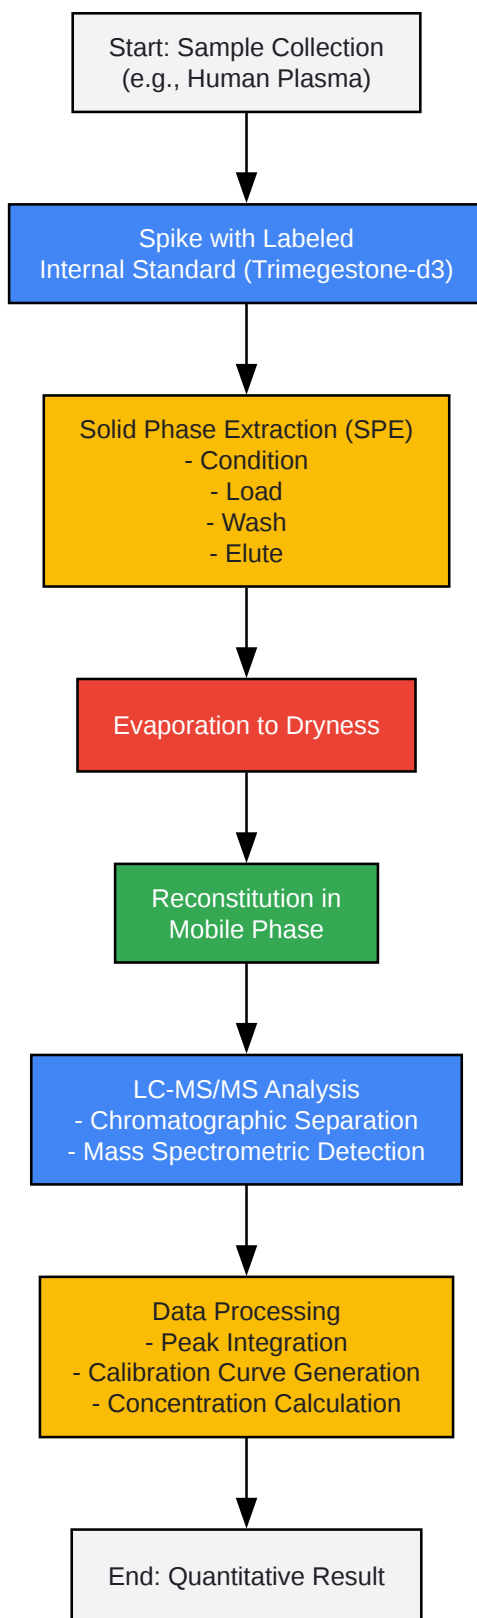 Start: Sample Collection
(e.g., Human Plasma)
Spike with Labeled
Internal Standard (Trimegestone-d3)
Solid Phase Extraction (SPE)
- Condition
- Load
- Wash
- Elute
Evaporation to Dryness
Reconstitution in
Mobile Phase
LC-MS/MS Analysis
- Chromatographic Separation
- Mass Spectrometric Detection
Data Processing
- Peak Integration
- Calibration Curve Generation
- Concentration Calculation
End: Quantitative Result